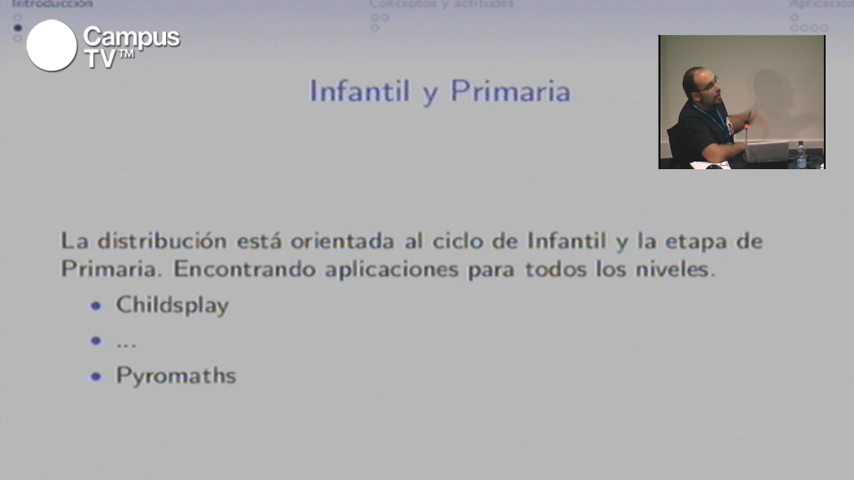 Introducción
Conceptos y actitudes
Aplicacion
Campus
TV™
Infantil y Primaria
La distribución está orientada al ciclo de Infantil y la etapa de
Primaria. Encontrando aplicaciones para todos los niveles.
• Childsplay
• ...
• Pyromaths